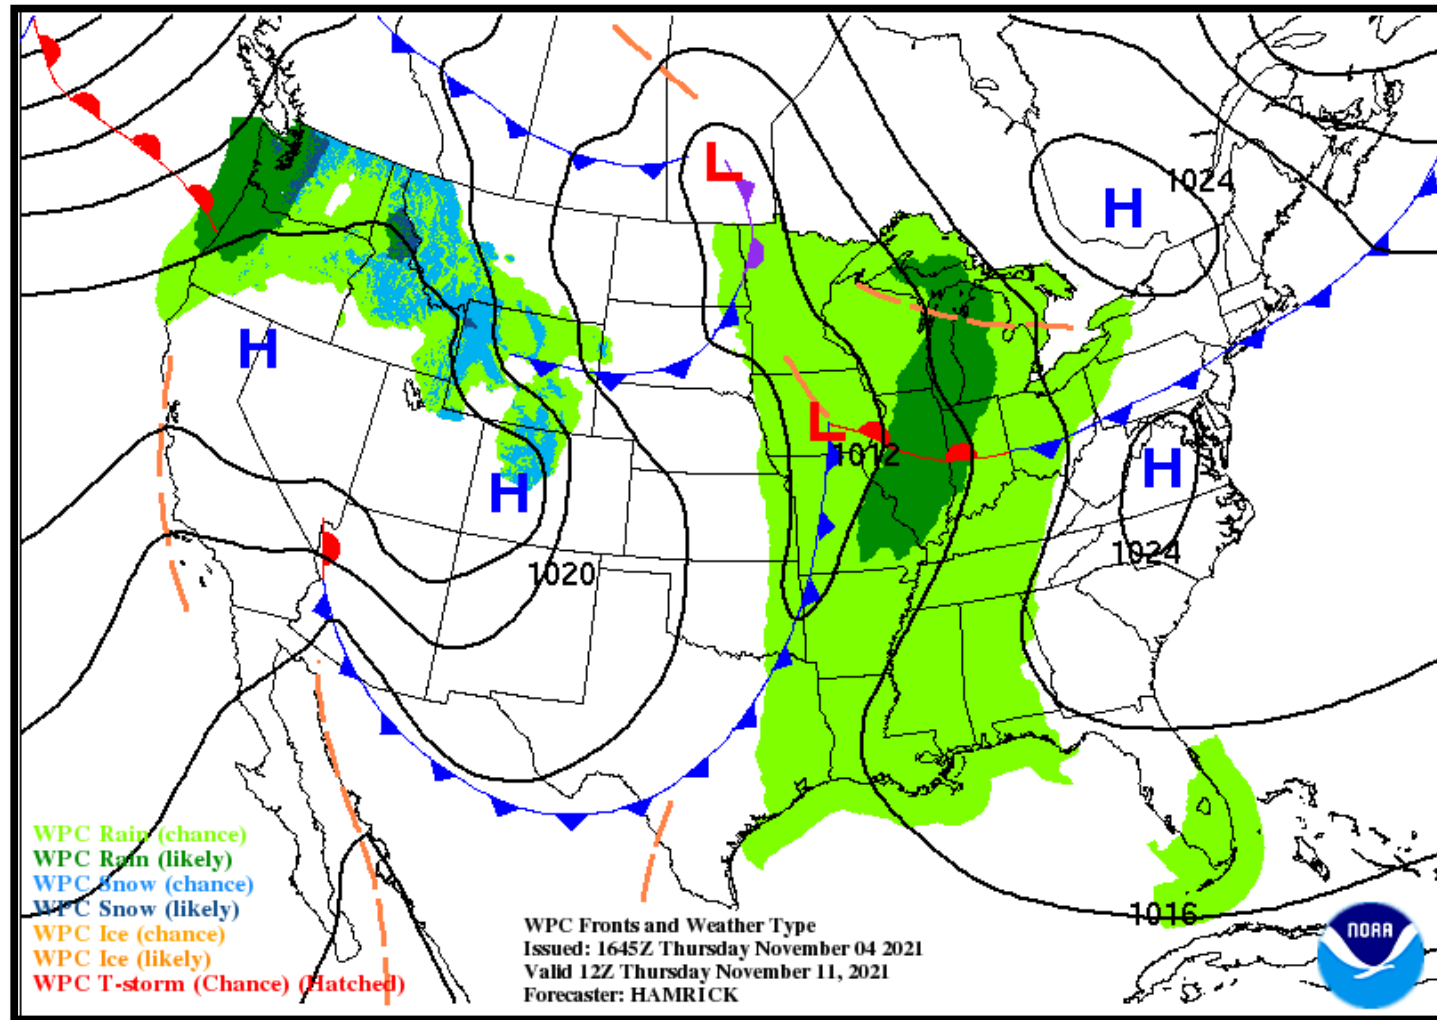 L
1024
H
H
L
1012
H
H
1024
1020
WPC Rain (chance)
WPC Rain (likely)
WPC Snow (chance)
WPC Snow (likely)
WPC Ice (chance)
WPC Ice (likely)
WPC T-storm (Chance) (Hatched)
1016
WPC Fronts and Weather Type
Issued: 1645Z Thursday November 04 2021
Valid 12Z Thursday November 11, 2021
Forecaster: HAMRICK
NOAA